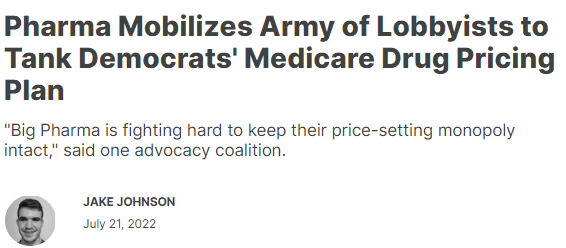 Pharma Mobilizes Army of Lobbyists to
Tank Democrats' Medicare Drug Pricing
Plan
"Big Pharma is fighting hard to keep their price-setting monopoly
intact," said one advocacy coalition.
JAKE JOHNSON
July 21, 2022